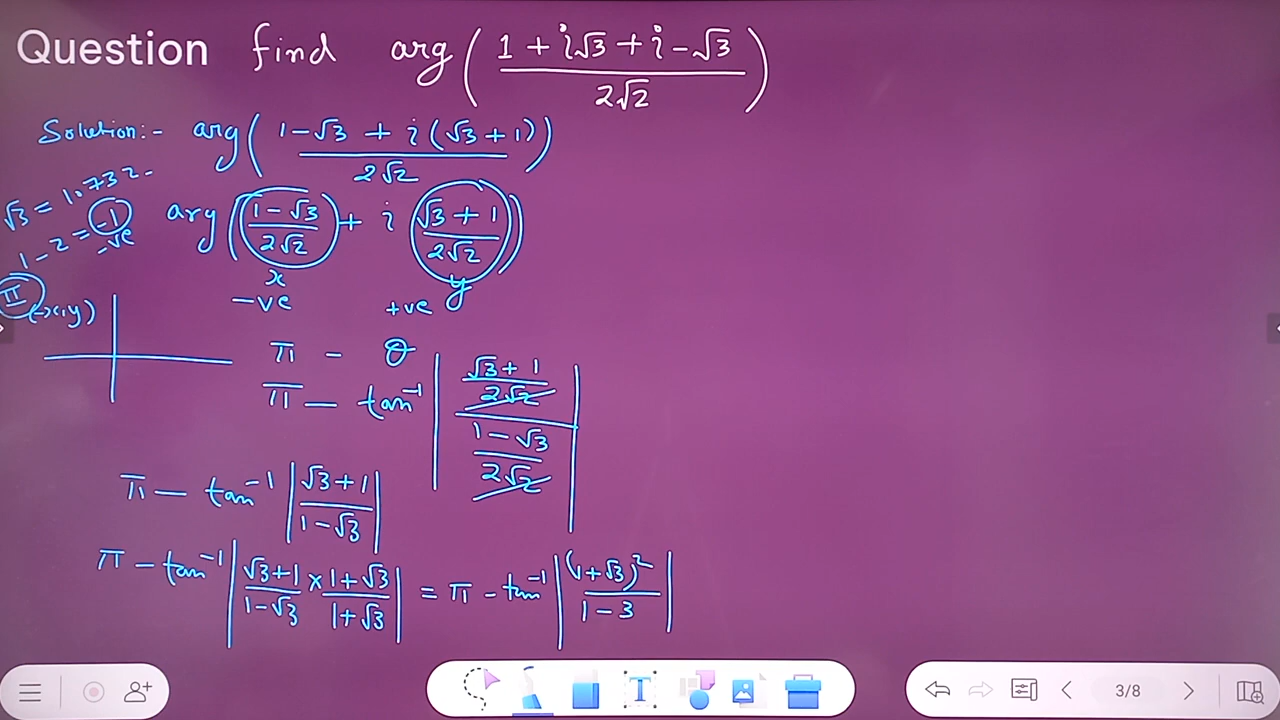 Question find arg((1 + i√3 + i - √3)/(2√2))
Solution:- arg((1-√3 + i(√3+1))/(2√2))
√3 = 1.732-
1 - 2 = -1
-ve
arg((1-√3)/(2√2) + i (√3+1)/(2√2))
x y
-ve +ve
II (-x,y)
π - θ
π - tan⁻¹|((√3+1)/(2√2))/((1-√3)/(2√2))|
π - tan⁻¹|(√3+1)/(1-√3)|
π - tan⁻¹|(√3+1)/(1-√3) × (1+√3)/(1+√3)| = π - tan⁻¹|(1+√3)²/(1-3)|
T
3/8